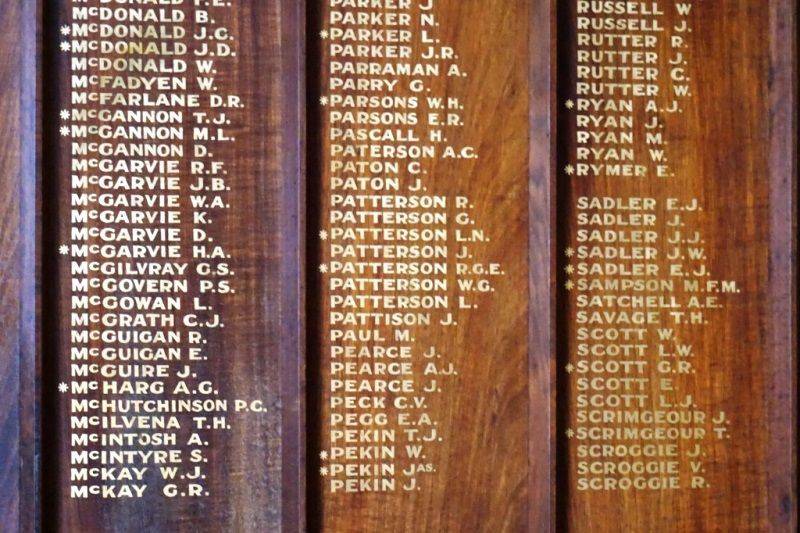 McDONALD F.E.
McDONALD B.
*McDONALD J.G.
*McDONALD J.D.
McDONALD W.
McFADYEN W.
McFARLANE D.R.
*McGANNON T.J.
*McGANNON M.L.
McGANNON D.
McGARVIE R.F.
McGARVIE J.B.
McGARVIE W.A.
McGARVIE K.
McGARVIE D.
*McGARVIE H.A.
McGILVRAY G.S.
McGOVERN P.S.
McGOWAN L.
McGRATH C.J.
McGUIGAN R.
McGUIGAN E.
McGUIRE J.
*McHARG A.G.
McHUTCHINSON P.C.
McILVENA T.H.
McINTOSH A.
McINTYRE S.
McKAY W.J.
McKAY G.R.
PARKER J
PARKER N.
*PARKER L.
PARKER J.R.
PARRAMAN A.
PARRY G.
*PARSONS W.H.
PARSONS E.R.
PASCALL H.
PATERSON A.G.
PATON C.
PATON J.
PATTERSON R.
PATTERSON G.
*PATTERSON L.N.
PATTERSON J.
*PATTERSON R.G.E.
PATTERSON W.G.
PATTERSON L.
PATTISON J.
PAUL M.
PEARCE J.
PEARCE A.J.
PEARCE J.
PECK C.V.
PEGG E.A.
PEKIN T.J.
*PEKIN W.
*PEKIN JAS.
PEKIN J.
RUSSELL W
RUSSELL J.
RUTTER R.
RUTTER J.
RUTTER C.
RUTTER W.
*RYAN A.J.
RYAN J.
RYAN M.
RYAN W.
*RYMER E.
SADLER E.J.
SADLER J.
SADLER J.J.
*SADLER J.W.
*SADLER E.J.
*SAMPSON M.F.M.
SATCHELL A.E.
SAVAGE T.H.
SCOTT W.
SCOTT L.W.
*SCOTT G.R.
SCOTT E.
SCOTT L.J.
SCRIMGEOUR J.
*SCRIMGEOUR T.
SCROGGIE J.
SCROGGIE V.
SCROGGIE R.